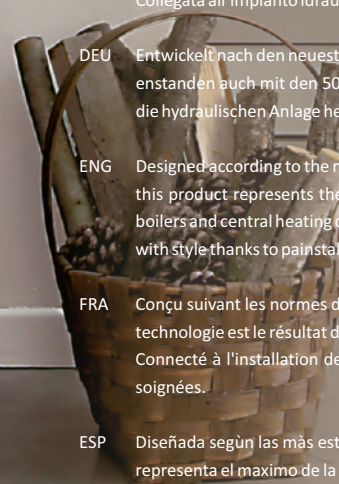 Collegata all'impianto idrau
DEU Entwickelt nach den neuest
enstanden auch mit den 50
die hydraulischen Anlage he
ENG Designed according to the n
this product represents the
boilers and central heating
with style thanks to painsta
FRA Conçu suivant les normes d
technologie est le résultat d
Connecté à l'installation de
soignées.
ESP Diseñada segùn las màs est
representa el maximo de la